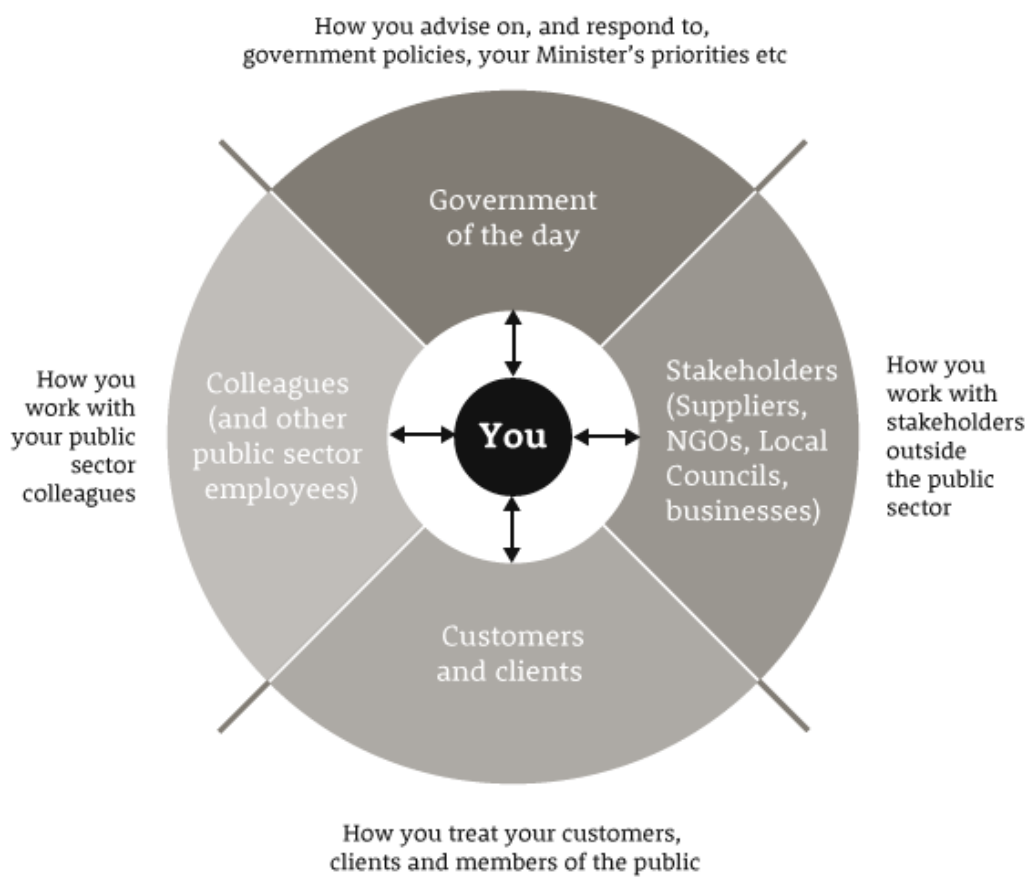 How you advise on, and respond to,
government policies, your Minister’s priorities etc
Government
of the day
How you
work with
your public
sector
colleagues
Colleagues
(and other
public sector
employees)
You
Stakeholders
(Suppliers,
NGOs, Local
Councils,
businesses)
How you
work with
stakeholders
outside
the public
sector
Customers
and clients
How you treat your customers,
clients and members of the public